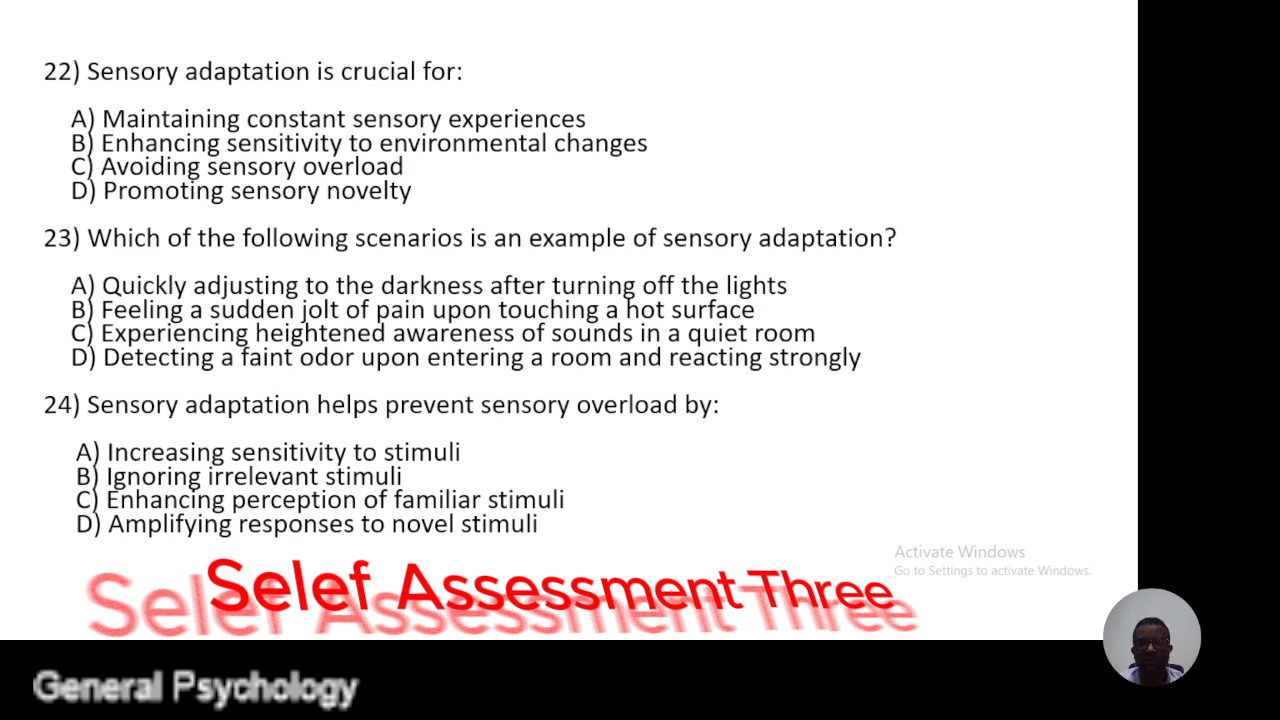 22) Sensory adaptation is crucial for:
A) Maintaining constant sensory experiences
B) Enhancing sensitivity to environmental changes
C) Avoiding sensory overload
D) Promoting sensory novelty
23) Which of the following scenarios is an example of sensory adaptation?
A) Quickly adjusting to the darkness after turning off the lights
B) Feeling a sudden jolt of pain upon touching a hot surface
C) Experiencing heightened awareness of sounds in a quiet room
D) Detecting a faint odor upon entering a room and reacting strongly
24) Sensory adaptation helps prevent sensory overload by:
A) Increasing sensitivity to stimuli
B) Ignoring irrelevant stimuli
C) Enhancing perception of familiar stimuli
D) Amplifying responses to novel stimuli
Activate Windows
Go to Settings to activate Windows.
Selef Assessment Three
General Psychology